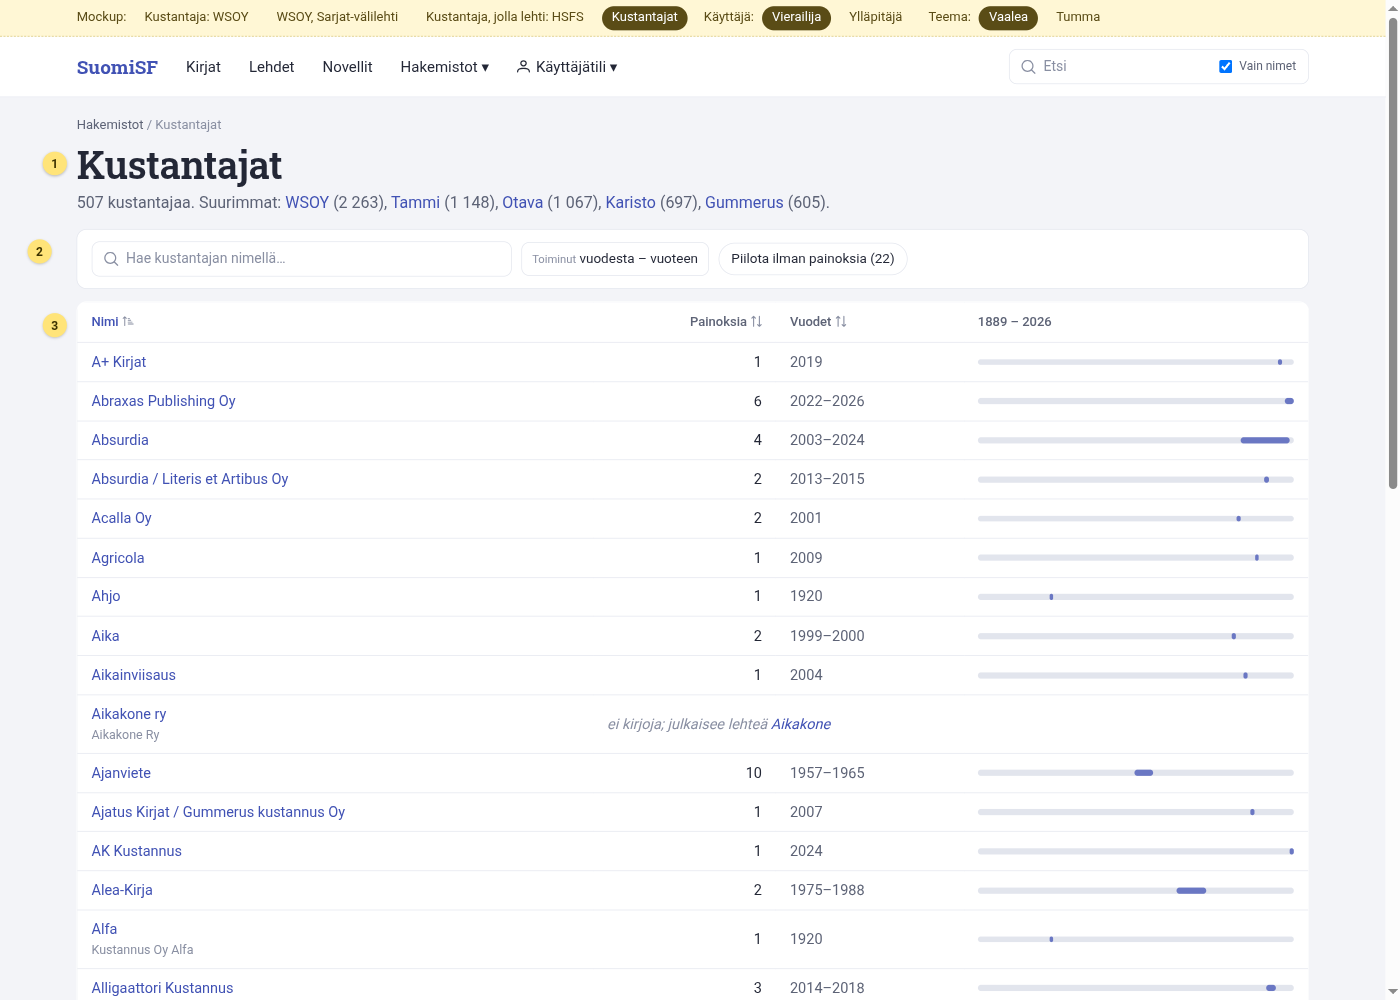 Mockup: Kustantaja: WSOY WSOY, Sarjat-välilehti Kustantaja, jolla lehti: HSFS Kustantajat Käyttäjä: Vierailija Ylläpitäjä Teema: Vaalea Tumma
SuomiSF Kirjat Lehdet Novellit Hakemistot ▾ Käyttäjätili ▾ Etsi Vain nimet
Hakemistot / Kustantajat
1 Kustantajat
507 kustantajaa. Suurimmat: WSOY (2 263), Tammi (1 148), Otava (1 067), Karisto (697), Gummerus (605).
2 Hae kustantajan nimellä... Toiminut vuodesta – vuoteen Piilota ilman painoksia (22)
3 Nimi Painoksia Vuodet 1889 – 2026
A+ Kirjat 1 2019
Abraxas Publishing Oy 6 2022–2026
Absurdia 4 2003–2024
Absurdia / Literis et Artibus Oy 2 2013–2015
Acalla Oy 2 2001
Agricola 1 2009
Ahjo 1 1920
Aika 2 1999–2000
Aikainviisaus 1 2004
Aikakone ry ei kirjoja; julkaisee lehteä Aikakone
Aikakone Ry
Ajanviete 10 1957–1965
Ajatus Kirjat / Gummerus kustannus Oy 1 2007
AK Kustannus 1 2024
Alea-Kirja 2 1975–1988
Alfa 1 1920
Kustannus Oy Alfa
Alligaattori Kustannus 3 2014–2018